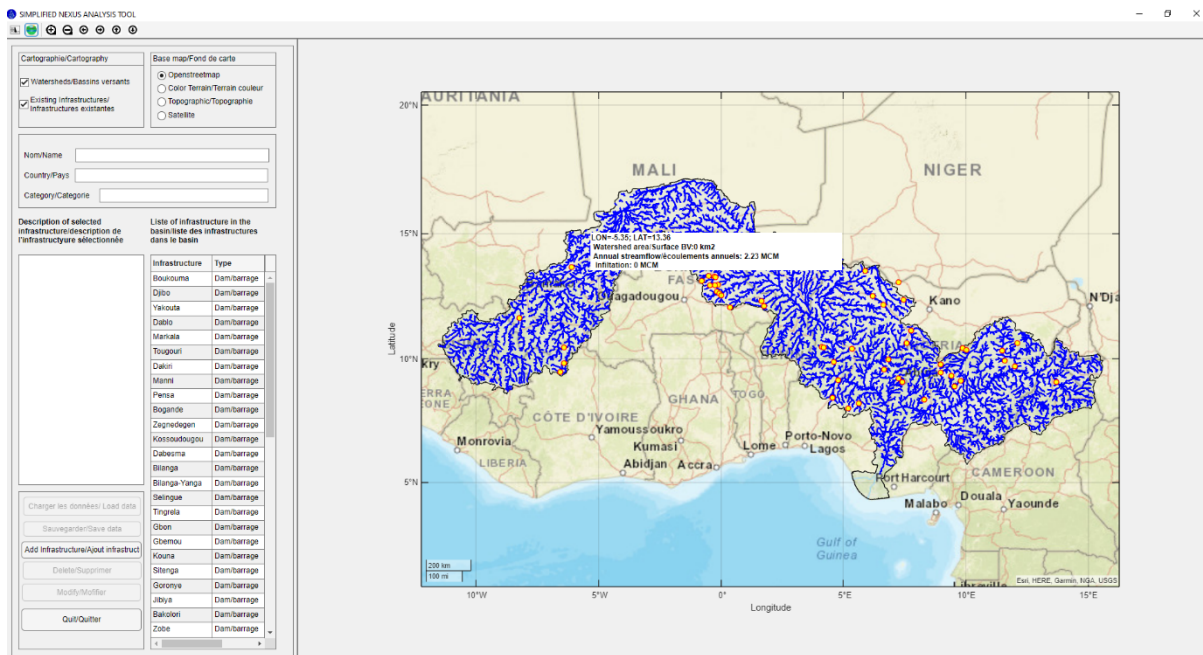 SIMPLIFIED NEXUS ANALYSIS TOOL
Cartographie/Cartography
Watersheds/Bassins versants
Existing Infrastructures/
Infrastructures existantes
Base map/Fond de carte
Openstreetmap
Color Terrain/Terrain couleur
Topographic/Topographie
Satellite
Nom/Name
Country/Pays
Category/Categorie
Description of selected
infrastructure/description de
l'infrastructyure sélectionnée
Liste of infrastructure in the
basin/liste des infrastructures
dans le basin
Infrastructure Type
Boukouma Dam/barrage
Djibo Dam/barrage
Yakouta Dam/barrage
Dablo Dam/barrage
Markala Dam/barrage
Tougouri Dam/barrage
Dakiri Dam/barrage
Manni Dam/barrage
Pensa Dam/barrage
Bogande Dam/barrage
Zegnedegen Dam/barrage
Kossoudougou Dam/barrage
Dabesma Dam/barrage
Bilanga Dam/barrage
Bilanga-Yanga Dam/barrage
Selingue Dam/barrage
Tingrela Dam/barrage
Gbon Dam/barrage
Gbemou Dam/barrage
Kouna Dam/barrage
Sitenga Dam/barrage
Goronye Dam/barrage
Jibiya Dam/barrage
Bakolori Dam/barrage
Zobe Dam/barrage
Charger les données/ Load data
Sauvegarder/Save data
Add Infrastructure/Ajout infrastruct
Delete/Supprimer
Modify/Mofifier
Quit/Quitter
20°N
15°N
10°N
5°N
Latitude
AURITANIA
MALI
NIGER
LON=-5.35; LAT=13.36
Watershed area/Surface BV:0 km2
Annual streamflow/écoulements annuels: 2.23 MCM
Infiltation: 0 MCM
FAS
Ouagadougou
Kano
N'Dja
kry
ERRA
EONE
GHANA
TOGO
CÔTE D'IVOIRE
Yamoussoukro
Monrovia
Kumasi
Lome
Porto-Novo
Lagos
LIBERIA
Abidjan
Accra
Port Harcourt
CAMEROON
Malabo
Douala
Yaounde
Gulf of
Guinea
Libreville
200 km
100 mi
Esri, HERE, Garmin, NGA, USGS
10°W 5°W 0° 5°E 10°E 15°E
Longitude